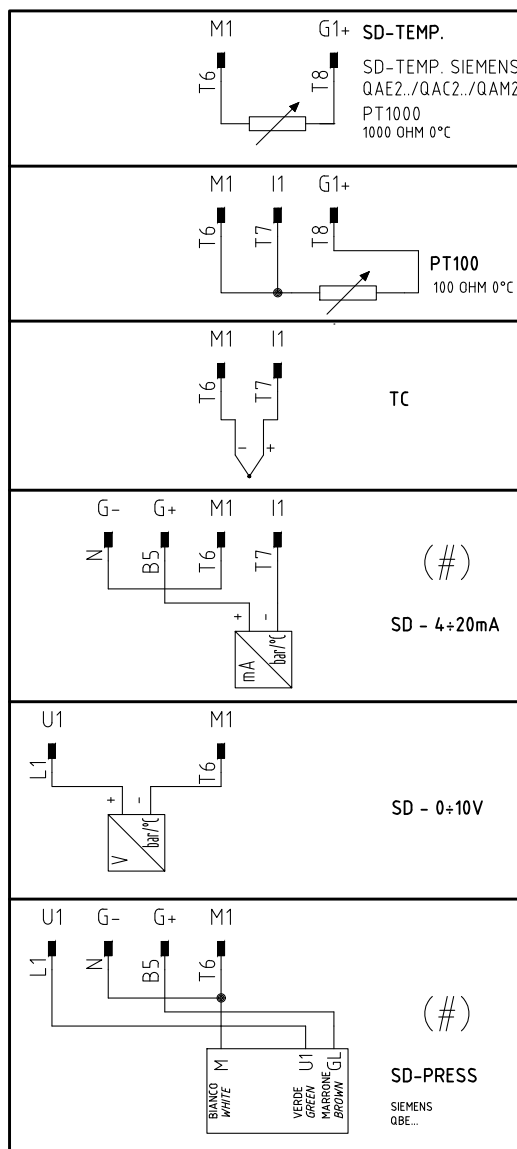 M1 G1+ SD-TEMP.
T6 T8
SD-TEMP. SIEMENS
QAE2../QAC2../QAM2
PT1000
1000 OHM 0°C
M1 I1 G1+
T6 T7 T8
PT100
100 OHM 0°C
M1 I1
T6 T7
TC
- +
G- G+ M1 I1
N B5 T6 T7
(#)
+ -
mA bar/°C
SD - 4÷20mA
U1 M1
L1 T6
+ -
V bar/°C
SD - 0÷10V
U1 G- G+ M1
L1 N B5 T6
(#)
M U1 GL
BIANCO VERDE MARRONE
WHITE GREEN BROWN
SD-PRESS
SIEMENS
QBE...